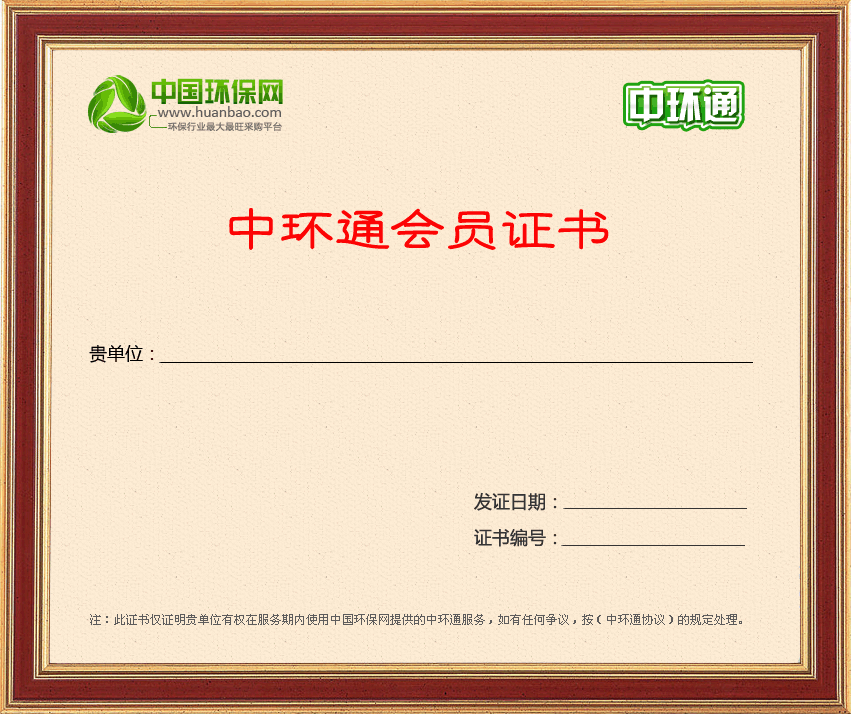 中国环保网
www.huanbao.com
环保行业最大最旺采购平台
中环通
中环通会员证书
贵单位：
发证日期：
证书编号：
注：此证书仅证明贵单位有权在服务期内使用中国环保网提供的中环通服务，如有任何争议，按（中环通协议）的规定处理。